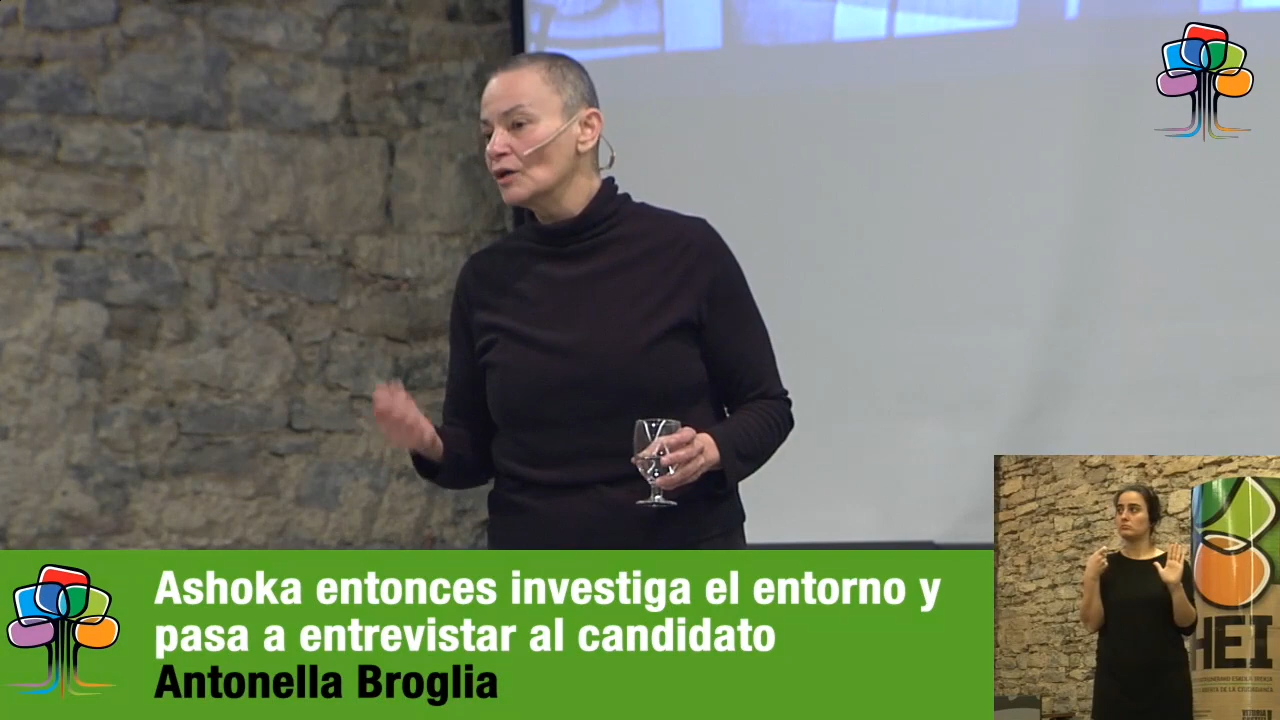 Ashoka entonces investiga el entorno y
pasa a entrevistar al candidato
Antonella Broglia
HEI